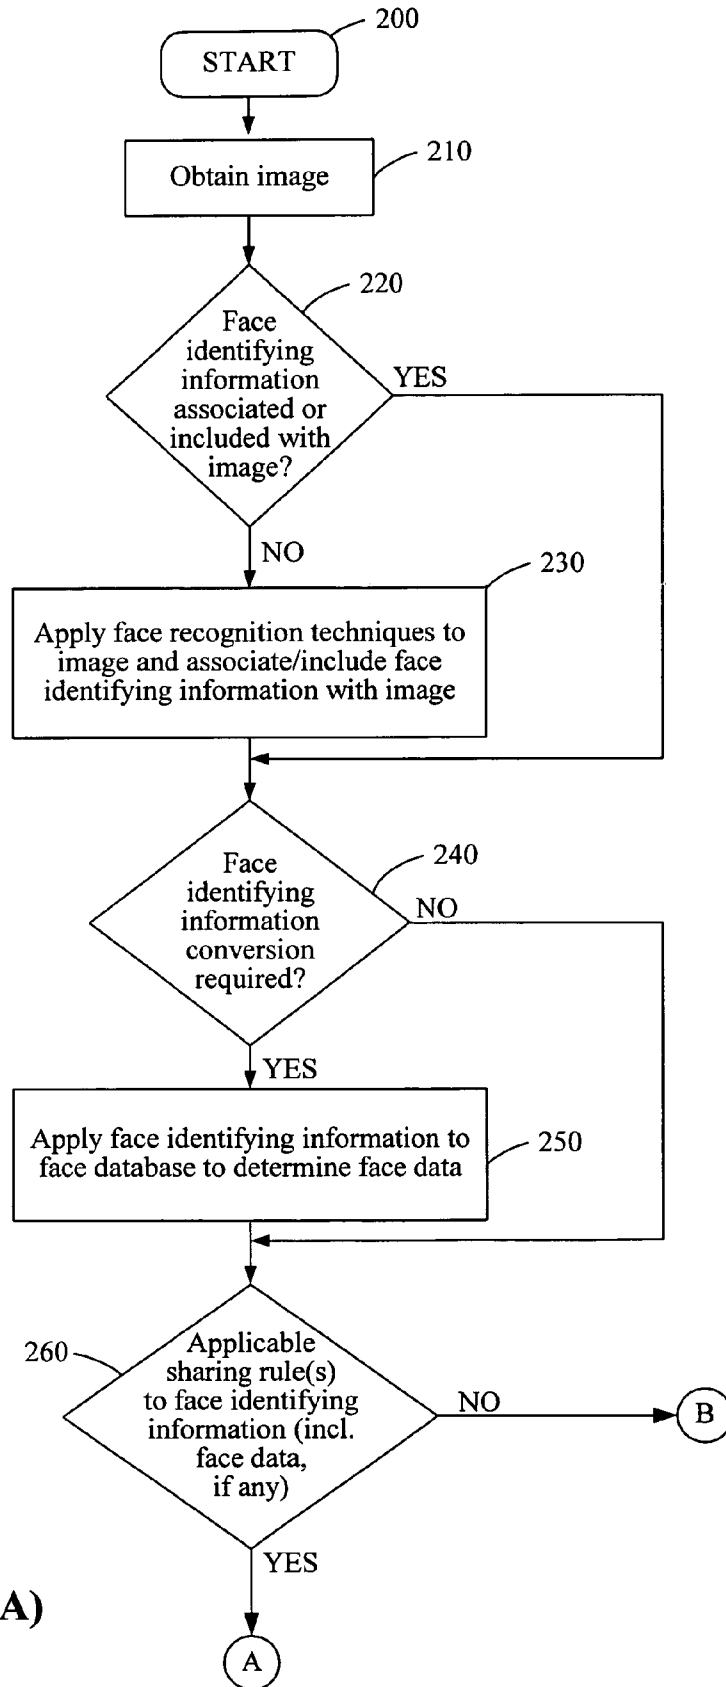 200
START
210
Obtain image
220
Face
identifying
information
associated or
included with
image?
YES
NO
230
Apply face recognition techniques to
image and associate/include face
identifying information with image
240
Face
identifying
information
conversion
required?
NO
YES
250
Apply face identifying information to
face database to determine face data
260
Applicable
sharing rule(s)
to face identifying
information (incl.
face data,
if any)
NO
B
YES
A)
A